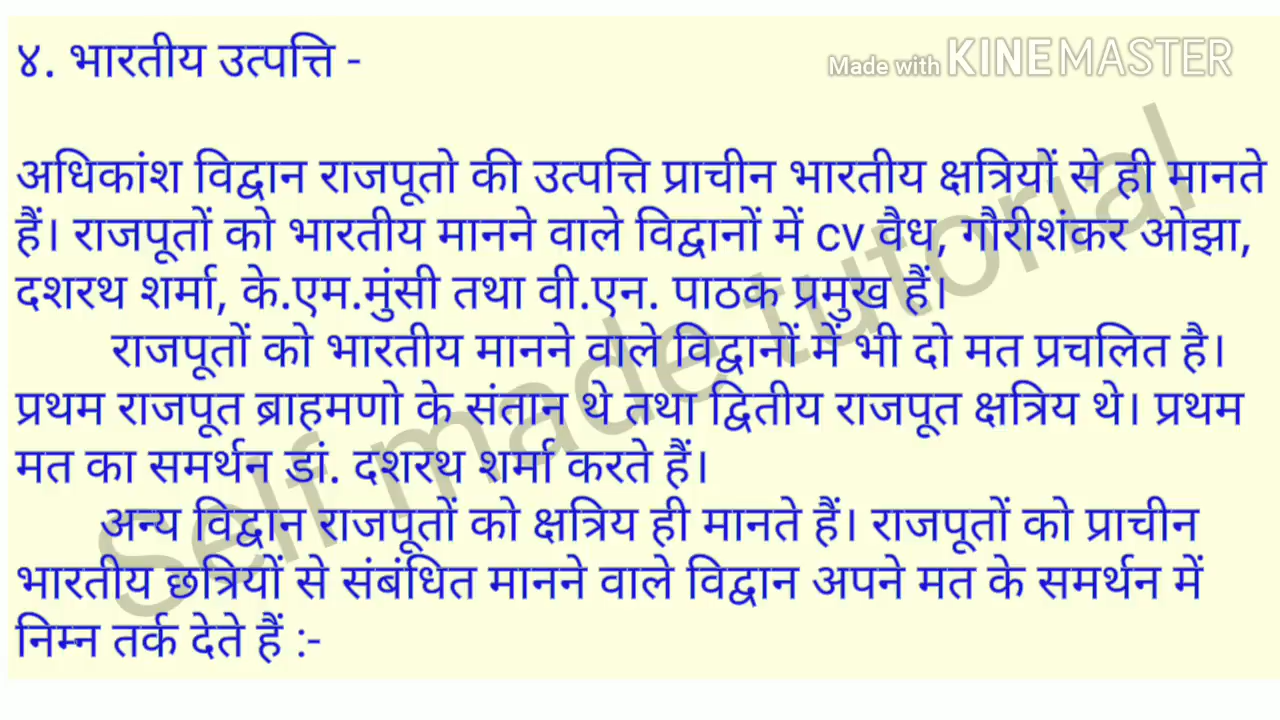 ४. भारतीय उत्पत्ति -
Made with KINEMASTER
अधिकांश विद्वान राजपूतो की उत्पत्ति प्राचीन भारतीय क्षत्रियों से ही मानते
हैं। राजपूतों को भारतीय मानने वाले विद्वानों में cv वैध, गौरीशंकर ओझा,
दशरथ शर्मा, के.एम.मुंसी तथा वी.एन. पाठक प्रमुख हैं।
राजपूतों को भारतीय मानने वाले विद्वानों में भी दो मत प्रचलित है।
प्रथम राजपूत ब्राहमणो के संतान थे तथा द्वितीय राजपूत क्षत्रिय थे। प्रथम
मत का समर्थन डां. दशरथ शर्मा करते हैं।
अन्य विद्वान राजपूतों को क्षत्रिय ही मानते हैं। राजपूतों को प्राचीन
भारतीय छत्रियों से संबंधित मानने वाले विद्वान अपने मत के समर्थन में
निम्न तर्क देते हैं :-
Self made tutorial